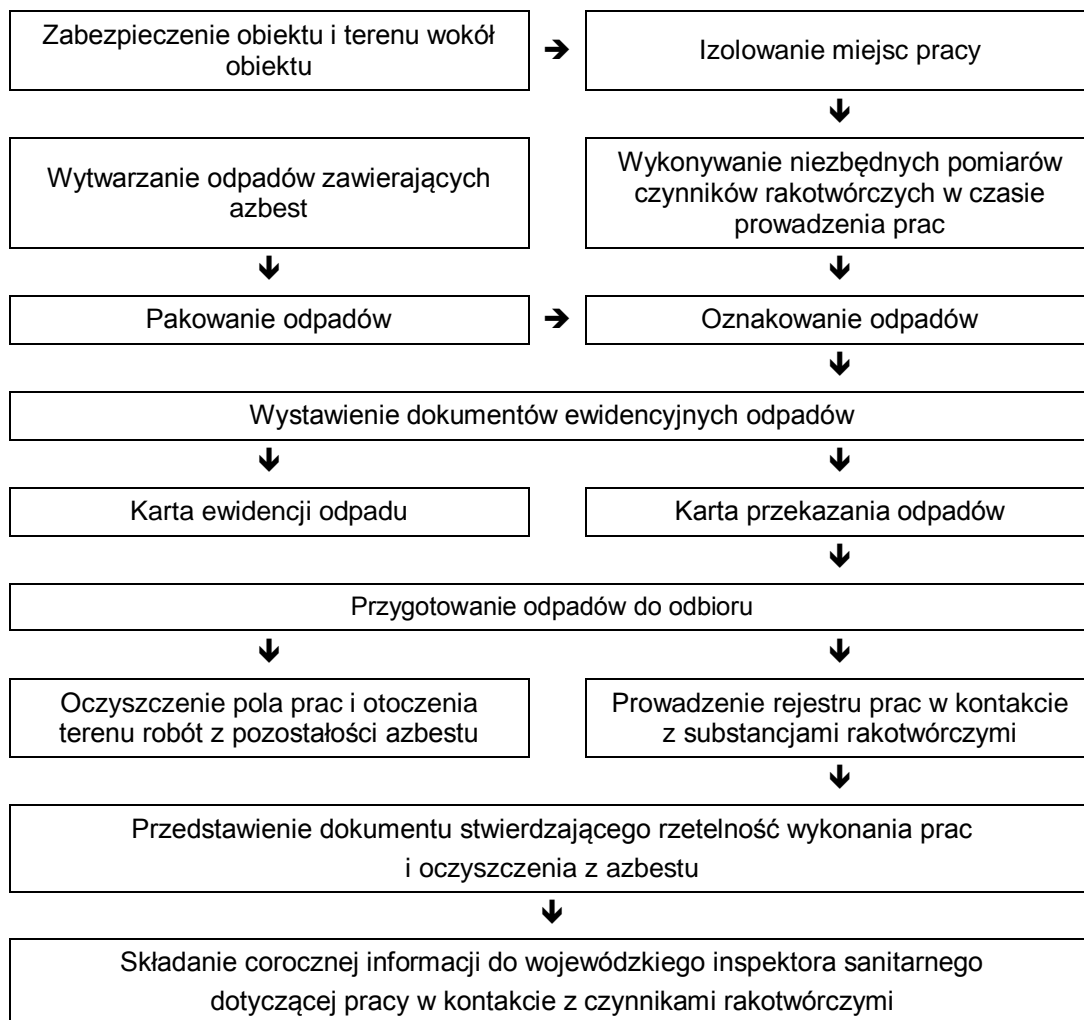 Zabezpieczenie obiektu i terenu wokół
obiektu
➔
Izolowanie miejsc pracy
Wytwarzanie odpadów zawierających
azbest
Wykonywanie niezbędnych pomiarów
czynników rakotwórczych w czasie
prowadzenia prac
Pakowanie odpadów
➔
Oznakowanie odpadów
Wystawienie dokumentów ewidencyjnych odpadów
Karta ewidencji odpadu
Karta przekazania odpadów
Przygotowanie odpadów do odbioru
Oczyszczenie pola prac i otoczenia
terenu robót z pozostałości azbestu
Prowadzenie rejestru prac w kontakcie
z substancjami rakotwórczymi
Przedstawienie dokumentu stwierdzającego rzetelność wykonania prac
i oczyszczenia z azbestu
Składanie corocznej informacji do wojewódzkiego inspektora sanitarnego
dotyczącej pracy w kontakcie z czynnikami rakotwórczymi